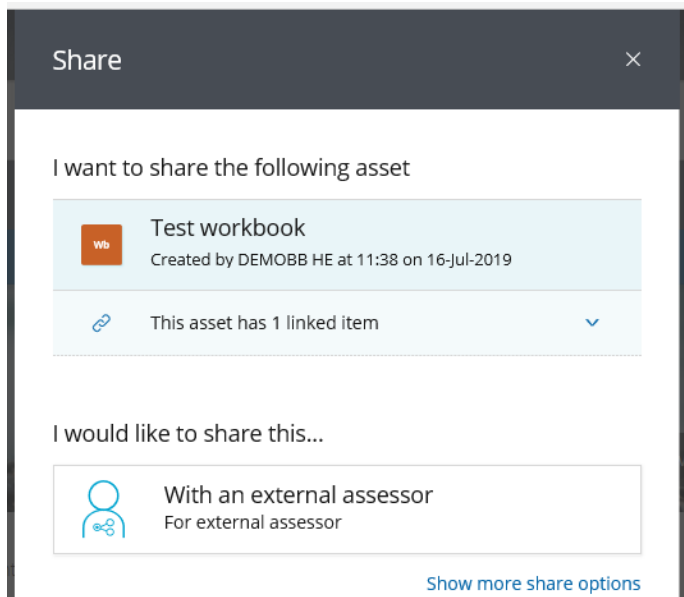 Share
I want to share the following asset
Wb
Test workbook
Created by DEMOBB HE at 11:38 on 16-Jul-2019
This asset has 1 linked item
I would like to share this...
With an external assessor
For external assessor
Show more share options